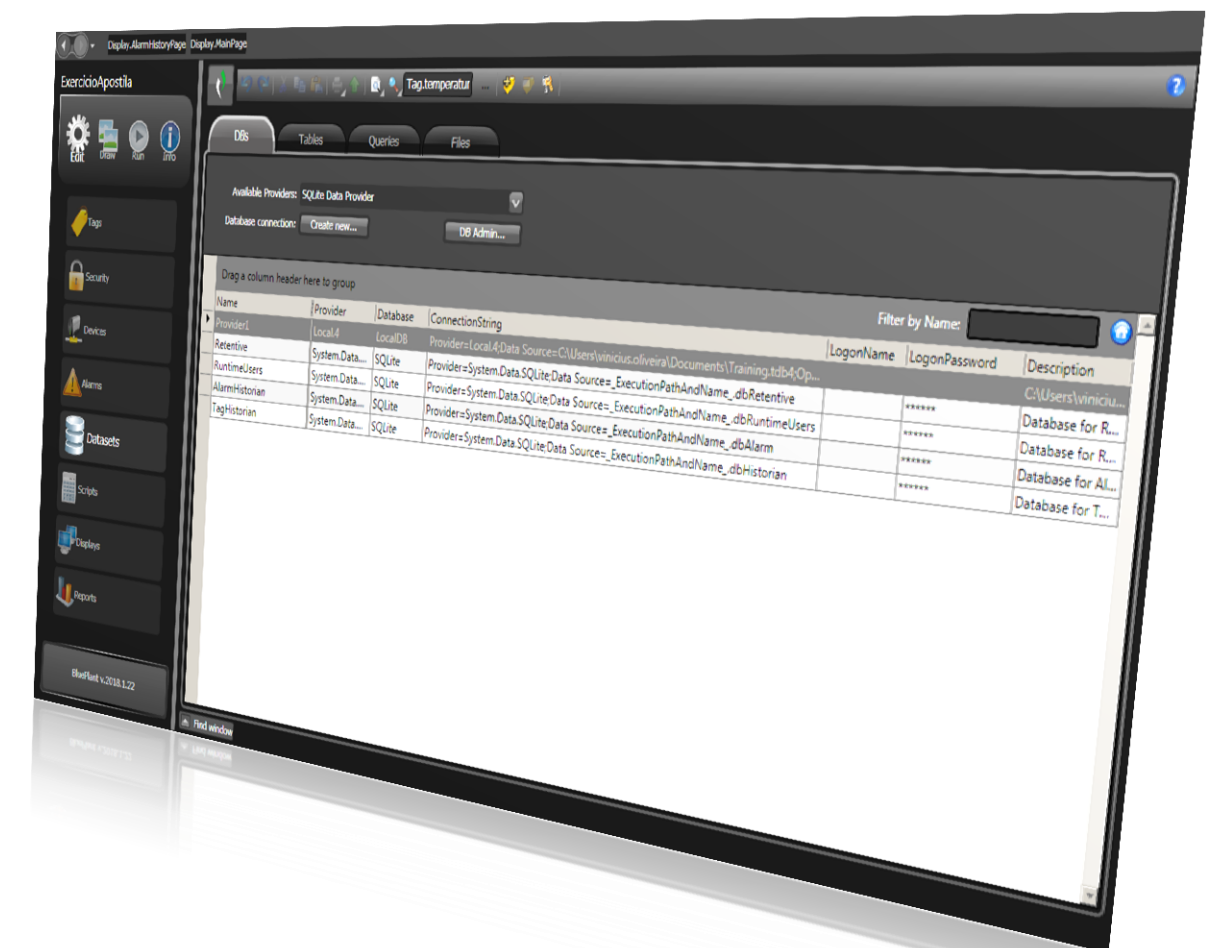 Display.AlarmHistoryPage Display.MainPage
ExercicioApostila
Tag.temperatur ...
Edit Draw Run Info
DBs Tables Queries Files
Available Providers: SQLite Data Provider
Database connection: Create new... DB Admin...
Tags
Security
Devices
Alarms
Datasets
Scripts
Displays
Reports
BluePlant v.2018.1.22
Drag a column header here to group
Filter by Name:
Name Provider Database ConnectionString LogonName LogonPassword Description
Provider1 Local.4 LocalDB Provider=Local.4;Data Source=C:\Users\vinicius.oliveira\Documents\Training.tdb4;Op... C:\Users\viniciu...
Retentive System.Data.... SQLite Provider=System.Data.SQLite;Data Source=_ExecutionPathAndName_.dbRetentive ****** Database for R...
RuntimeUsers System.Data.... SQLite Provider=System.Data.SQLite;Data Source=_ExecutionPathAndName_.dbRuntimeUsers ****** Database for R...
AlarmHistorian System.Data.... SQLite Provider=System.Data.SQLite;Data Source=_ExecutionPathAndName_.dbAlarm ****** Database for Al...
TagHistorian System.Data.... SQLite Provider=System.Data.SQLite;Data Source=_ExecutionPathAndName_.dbHistorian ****** Database for T...
Find window